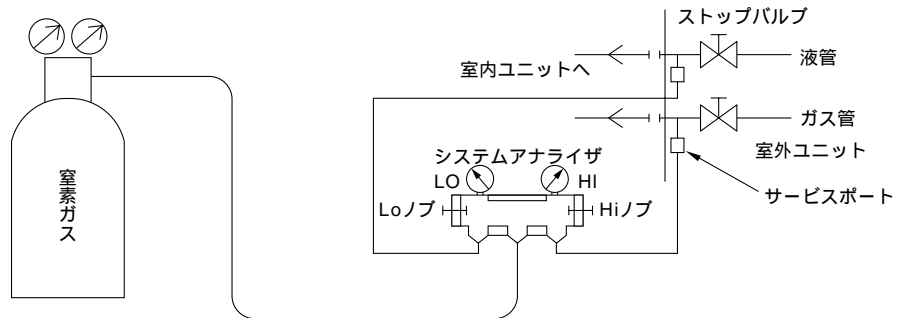 ストップバルブ
液管
室内ユニットへ
ガス管
室外ユニット
システムアナライザ
LO
HI
サービスポート
Loノブ
Hiノブ
窒素ガス